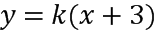 y = k(x + 3)